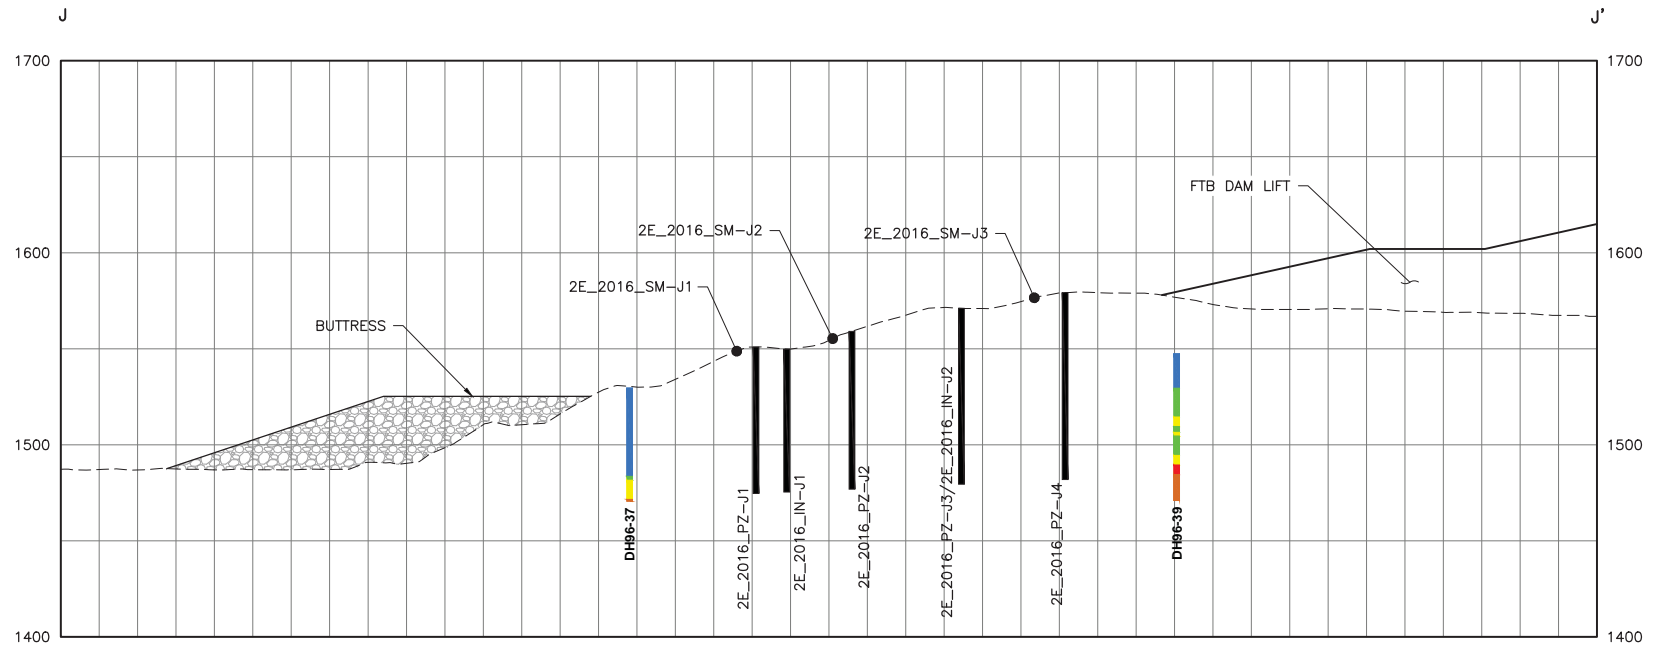 J J'
1700 1700
FTB DAM LIFT
2E_2016_SM-J2
2E_2016_SM-J3
1600 1600
2E_2016_SM-J1
BUTTRESS
1500 1500
DH96-37
2E_2016_PZ-J1
2E_2016_IN-J1
2E_2016_PZ-J2
2E_2016_PZ-J3/2E_2016_IN-J2
2E_2016_PZ-J4
DH96-39
1400 1400